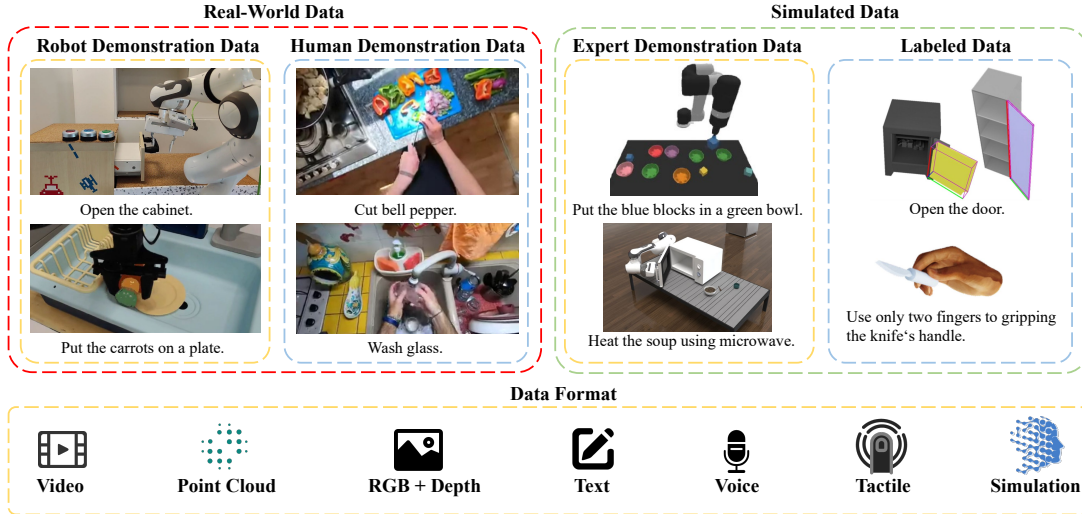 Real-World Data
Simulated Data
Robot Demonstration Data
Human Demonstration Data
Expert Demonstration Data
Labeled Data
Open the cabinet.
Cut bell pepper.
Put the blue blocks in a green bowl.
Open the door.
Put the carrots on a plate.
Wash glass.
Heat the soup using microwave.
Use only two fingers to gripping
the knife‘s handle.
Data Format
Video
Point Cloud
RGB + Depth
Text
Voice
Tactile
Simulation